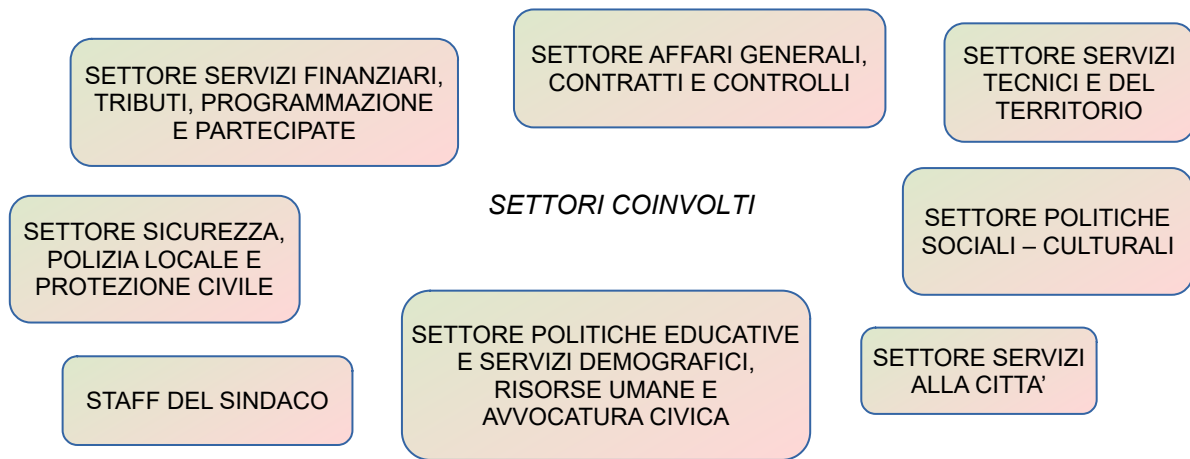 SETTORE SERVIZI FINANZIARI,
TRIBUTI, PROGRAMMAZIONE
E PARTECIPATE
SETTORE AFFARI GENERALI,
CONTRATTI E CONTROLLI
SETTORE SERVIZI
TECNICI E DEL
TERRITORIO
SETTORI COINVOLTI
SETTORE SICUREZZA,
POLIZIA LOCALE E
PROTEZIONE CIVILE
SETTORE POLITICHE
SOCIALI – CULTURALI
STAFF DEL SINDACO
SETTORE POLITICHE EDUCATIVE
E SERVIZI DEMOGRAFICI,
RISORSE UMANE E
AVVOCATURA CIVICA
SETTORE SERVIZI
ALLA CITTA’